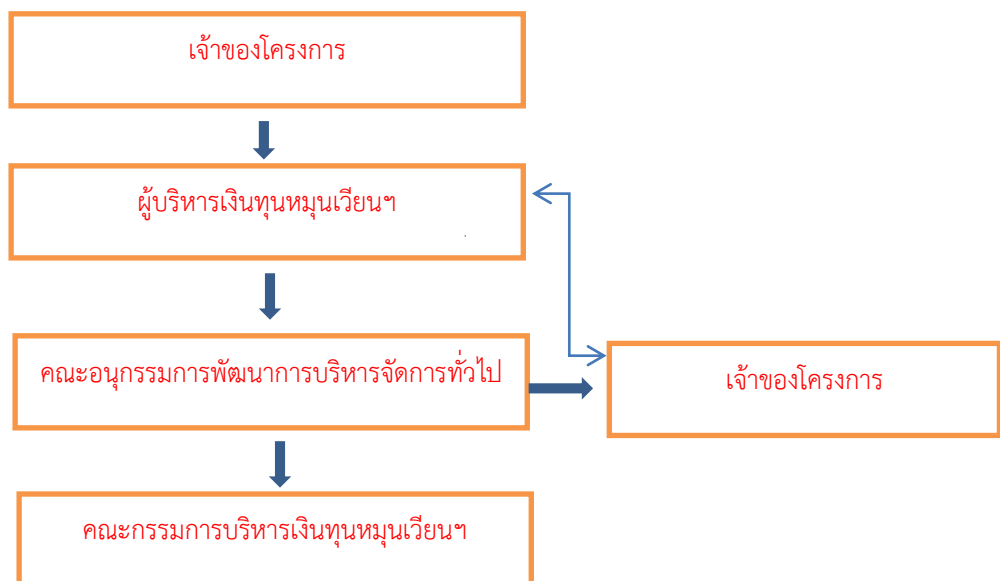 เจ้าของโครงการ
ผู้บริหารเงินทุนหมุนเวียนฯ
คณะอนุกรรมการพัฒนาการบริหารจัดการทั่วไป
เจ้าของโครงการ
คณะกรรมการบริหารเงินทุนหมุนเวียนฯ